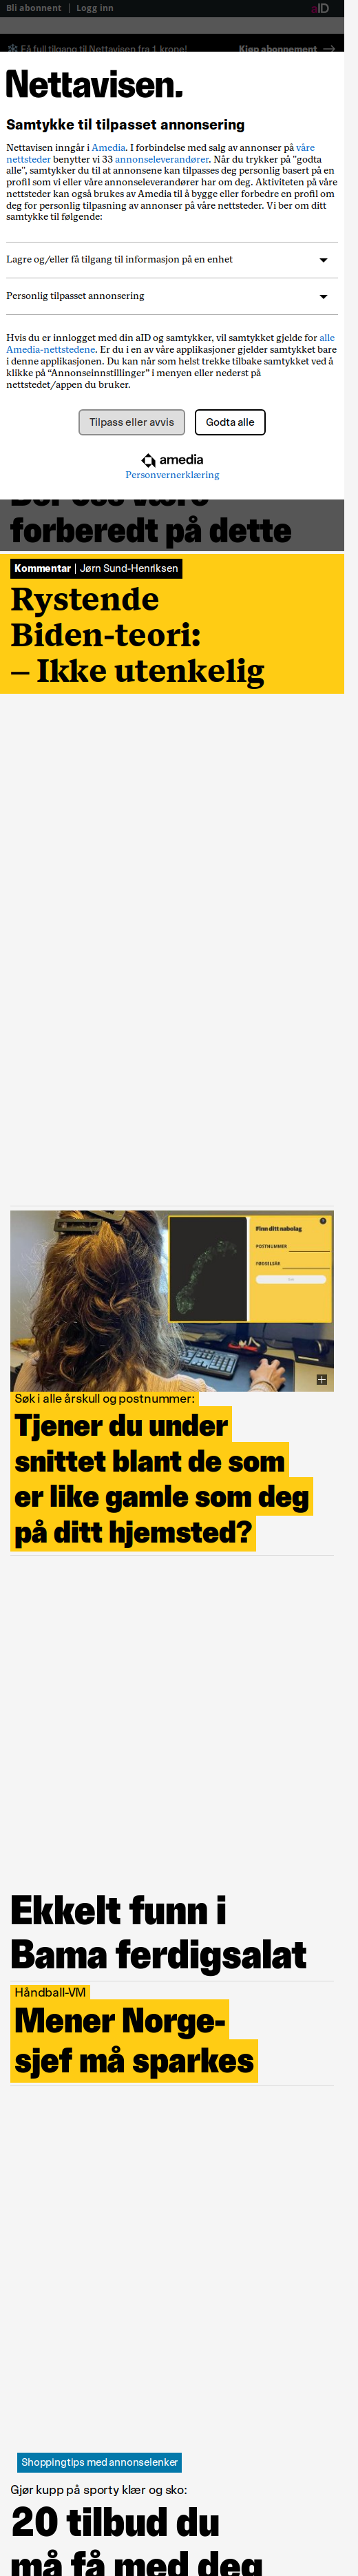 Bli abonnent | Logg inn
aID
❄ Få full tilgang til Nettavisen fra 1 krone!
Kjøp abonnement →
Nettavisen.
Samtykke til tilpasset annonsering
Nettavisen inngår i Amedia. I forbindelse med salg av annonser på våre
nettsteder benytter vi 33 annonseleverandører. Når du trykker på "godta
alle", samtykker du til at annonsene kan tilpasses deg personlig basert på en
profil som vi eller våre annonseleverandører har om deg. Aktiviteten på våre
nettsteder kan også brukes av Amedia til å bygge eller forbedre en profil om
deg for personlig tilpasning av annonser på våre nettsteder. Vi ber om ditt
samtykke til følgende:
Lagre og/eller få tilgang til informasjon på en enhet
Personlig tilpasset annonsering
Hvis du er innlogget med din aID og samtykker, vil samtykket gjelde for alle
Amedia-nettstedene. Er du i en av våre applikasjoner gjelder samtykket bare
i denne applikasjonen. Du kan når som helst trekke tilbake samtykket ved å
klikke på “Annonseinnstillinger” i menyen eller nederst på
nettstedet/appen du bruker.
Tilpass eller avvis
Godta alle
amedia
Personvernerklæring
forberedt på dette
Kommentar | Jørn Sund-Henriksen
Rystende
Biden-teori:
– Ikke utenkelig
Finn ditt nabolag
POSTNUMMER
FØDSELSÅR
Søk i alle årskull og postnummer:
Tjener du under
snittet blant de som
er like gamle som deg
på ditt hjemsted?
Ekkelt funn i
Bama ferdigsalat
Håndball-VM
Mener Norge-
sjef må sparkes
Shoppingtips med annonselenker
Gjør kupp på sporty klær og sko:
20 tilbud du
må få med deg